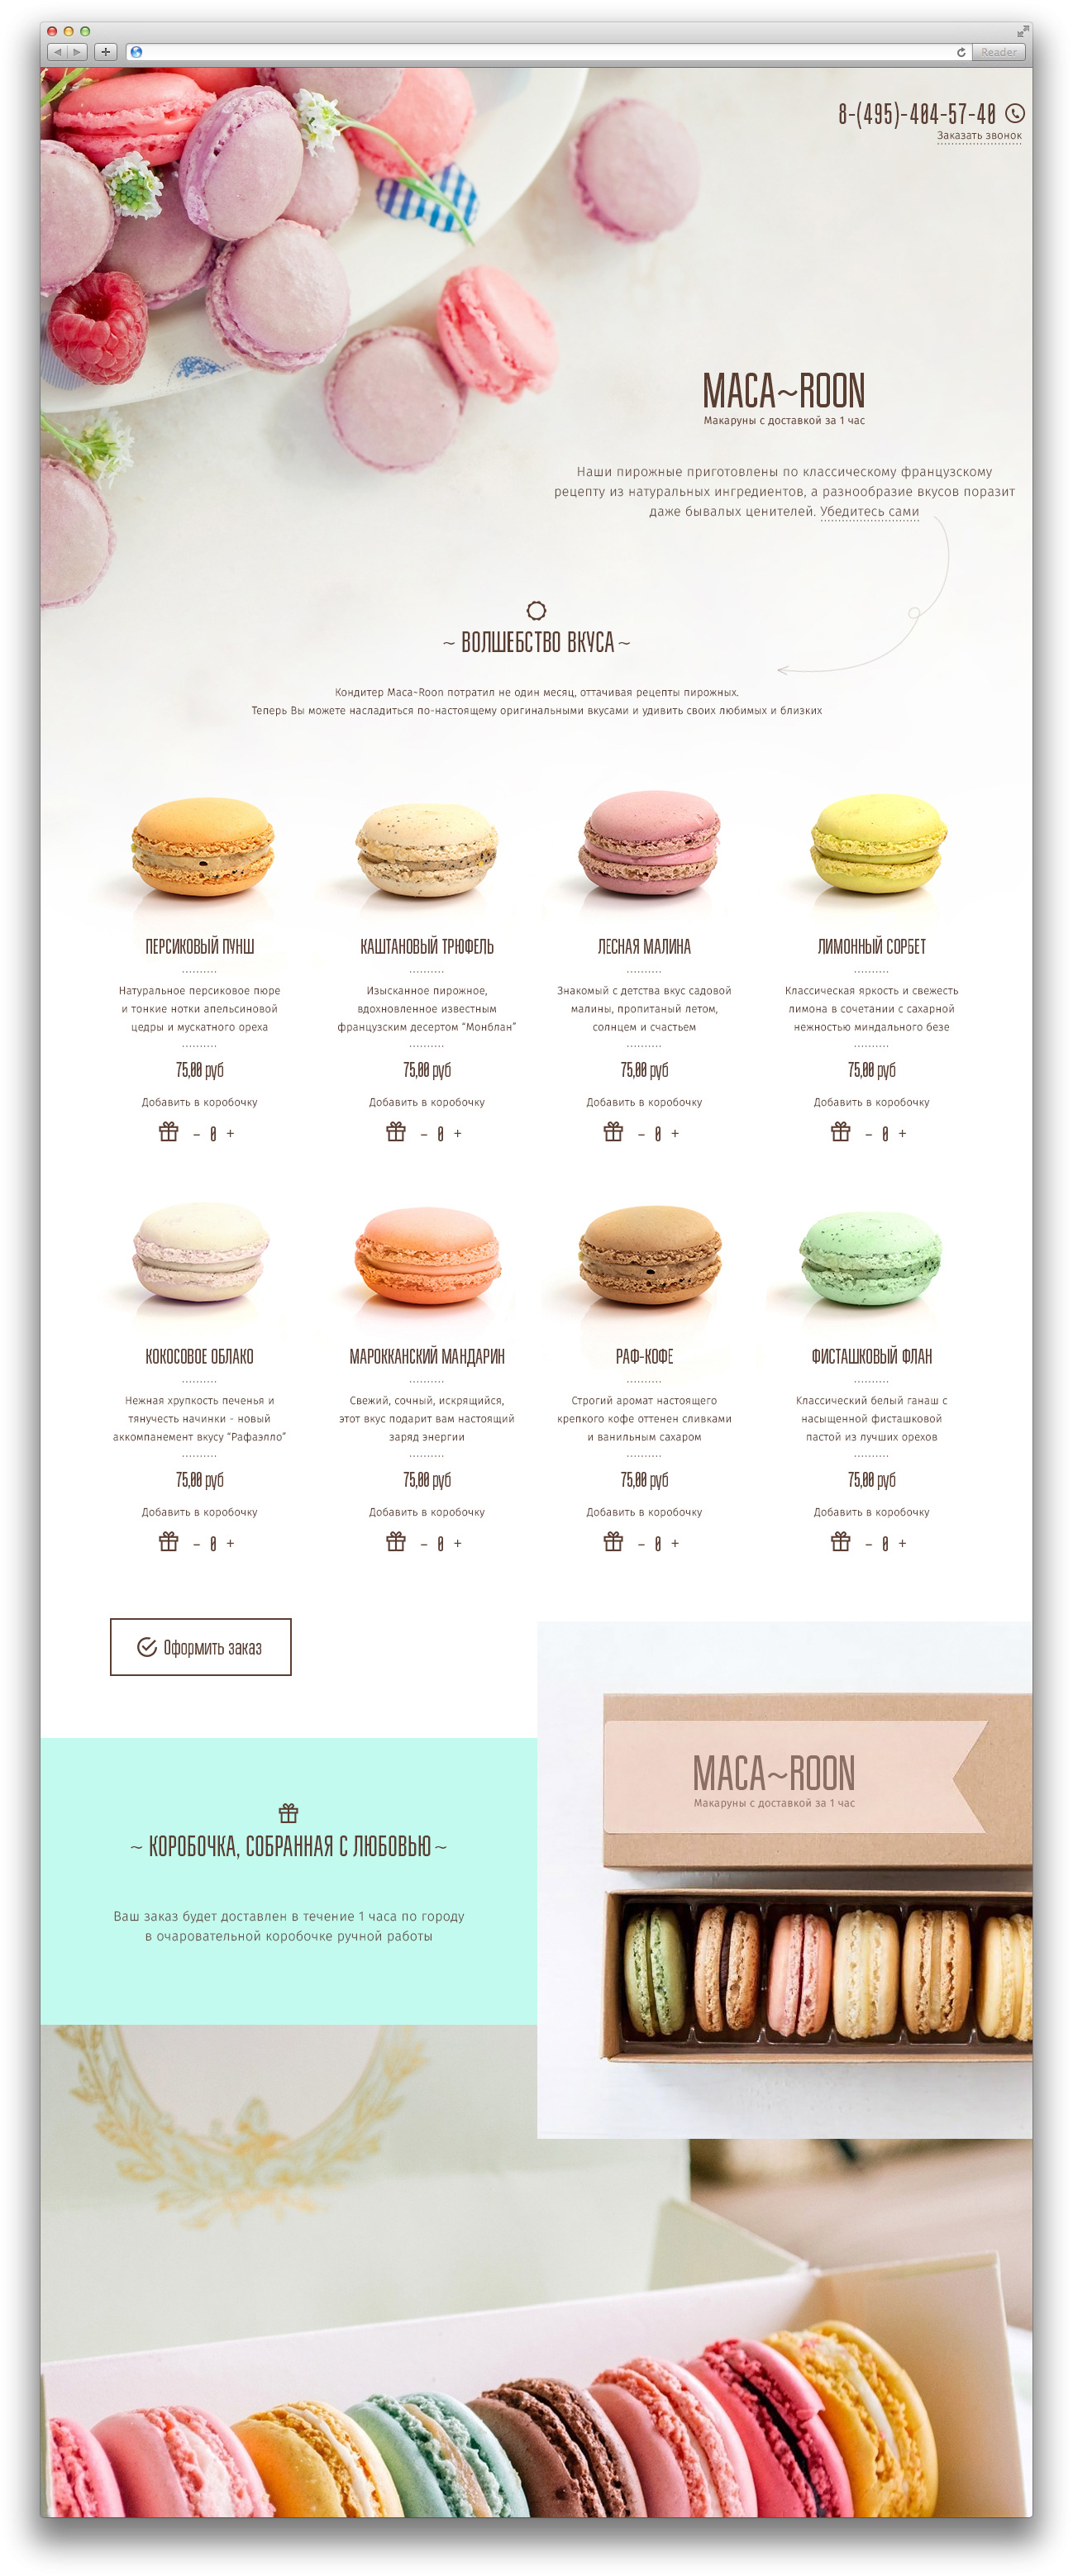 Reader
8-(495)-404-57-40
Заказать звонок
MACA~ROON
Макаруны с доставкой за 1 час
Наши пирожные приготовлены по классическому французскому
рецепту из натуральных ингредиентов, а разнообразие вкусов поразит
даже бывалых ценителей. Убедитесь сами
~ ВОЛШЕБСТВО ВКУСА ~
Кондитер Maca~Roon потратил не один месяц, оттачивая рецепты пирожных.
Теперь Вы можете насладиться по-настоящему оригинальными вкусами и удивить своих любимых и близких
ПЕРСИКОВЫЙ ПУНШ
Натуральное персиковое пюре
и тонкие нотки апельсиновой
цедры и мускатного ореха
75,00 руб
Добавить в коробочку
– 0 +
КАШТАНОВЫЙ ТРЮФЕЛЬ
Изысканное пирожное,
вдохновленное известным
французским десертом “Монблан”
75,00 руб
Добавить в коробочку
– 0 +
ЛЕСНАЯ МАЛИНА
Знакомый с детства вкус садовой
малины, пропитаный летом,
солнцем и счастьем
75,00 руб
Добавить в коробочку
– 0 +
ЛИМОННЫЙ СОРБЕТ
Классическая яркость и свежесть
лимона в сочетании с сахарной
нежностью миндального безе
75,00 руб
Добавить в коробочку
– 0 +
КОКОСОВОЕ ОБЛАКО
Нежная хрупкость печенья и
тянучесть начинки - новый
аккомпанемент вкусу “Рафаэлло”
75,00 руб
Добавить в коробочку
– 0 +
МАРОККАНСКИЙ МАНДАРИН
Свежий, сочный, искрящийся,
этот вкус подарит вам настоящий
заряд энергии
75,00 руб
Добавить в коробочку
– 0 +
РАФ-КОФЕ
Строгий аромат настоящего
крепкого кофе оттенен сливками
и ванильным сахаром
75,00 руб
Добавить в коробочку
– 0 +
ФИСТАШКОВЫЙ ФЛАН
Классический белый ганаш с
насыщенной фисташковой
пастой из лучших орехов
75,00 руб
Добавить в коробочку
– 0 +
Оформить заказ
MACA~ROON
Макаруны с доставкой за 1 час
~ КОРОБОЧКА, СОБРАННАЯ С ЛЮБОВЬЮ ~
Ваш заказ будет доставлен в течение 1 часа по городу
в очаровательной коробочке ручной работы